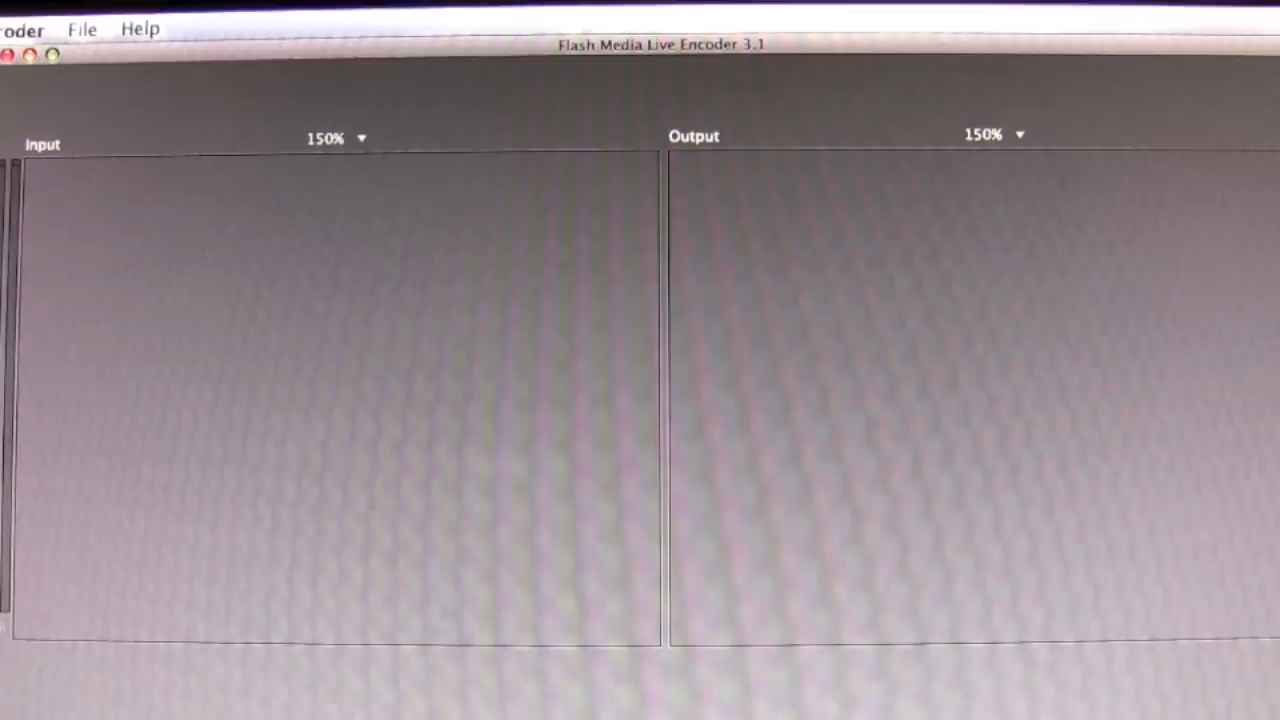 oder File Help
Flash Media Live Encoder 3.1
Input 150% Output 150%